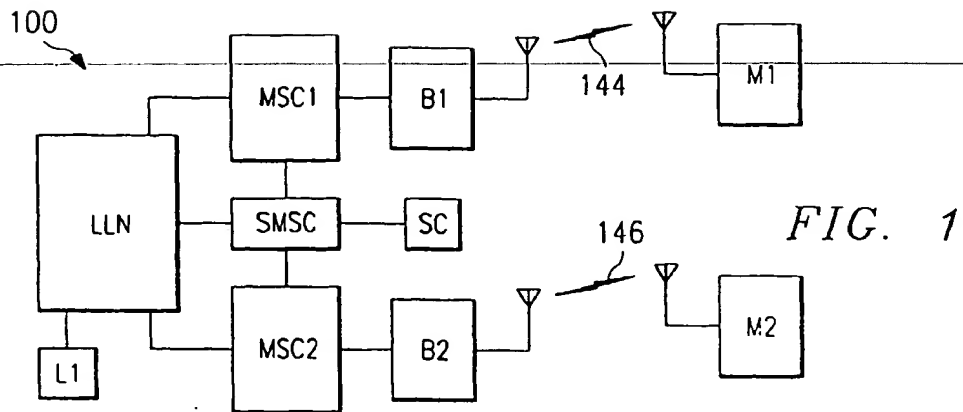 100
MSC1
B1
144
M1
LLN
SMSC
SC
146
FIG. 1
MSC2
B2
M2
L1